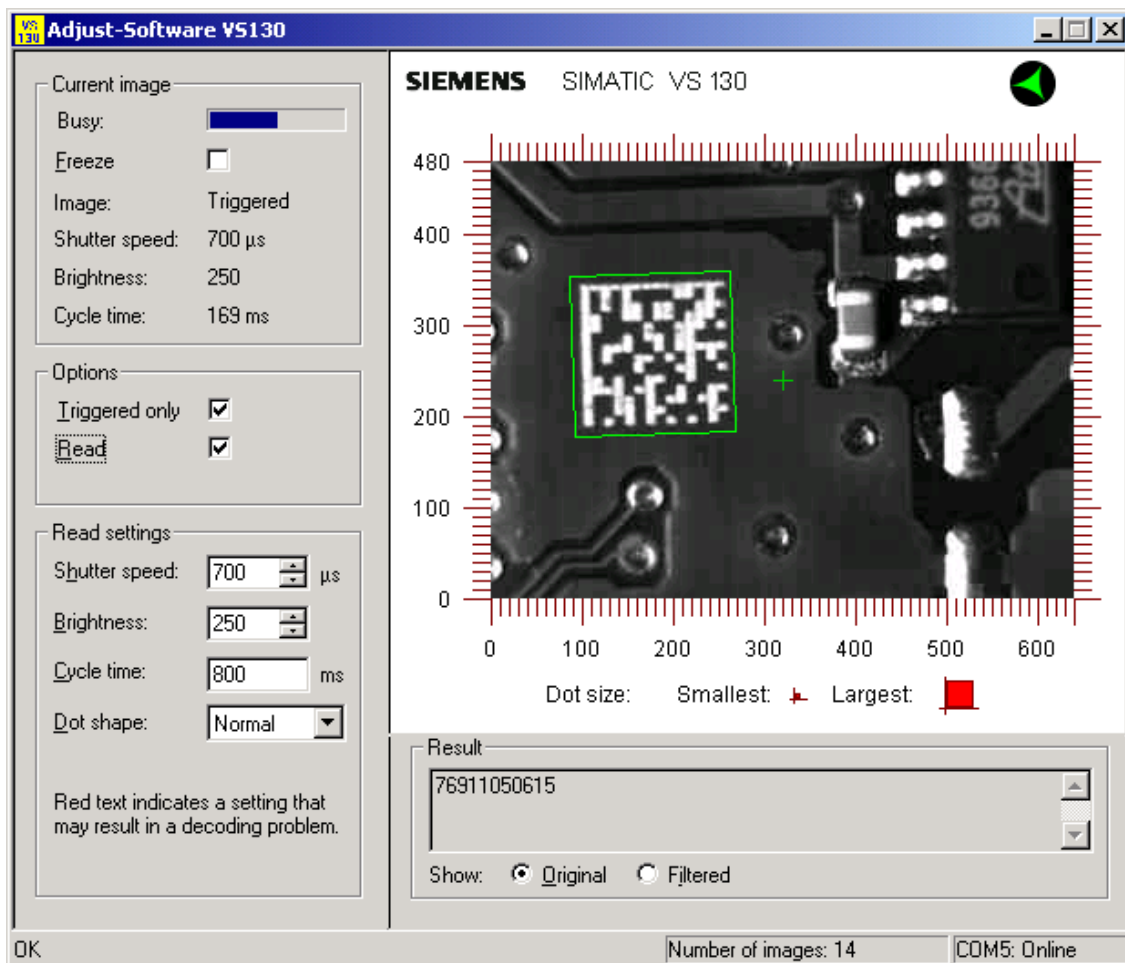 VS
130
Adjust-Software VS130
Current image
Busy:
Freeze
Image: Triggered
Shutter speed: 700 µs
Brightness: 250
Cycle time: 169 ms
Options
Triggered only
Read
Read settings
Shutter speed: 700 µs
Brightness: 250
Cycle time: 800 ms
Dot shape: Normal
Red text indicates a setting that
may result in a decoding problem.
SIEMENS SIMATIC VS 130
480
400
300
200
100
0
0 100 200 300 400 500 600
9366
Dot size: Smallest: Largest:
Result
76911050615
Show: Original Filtered
OK
Number of images: 14
COM5: Online